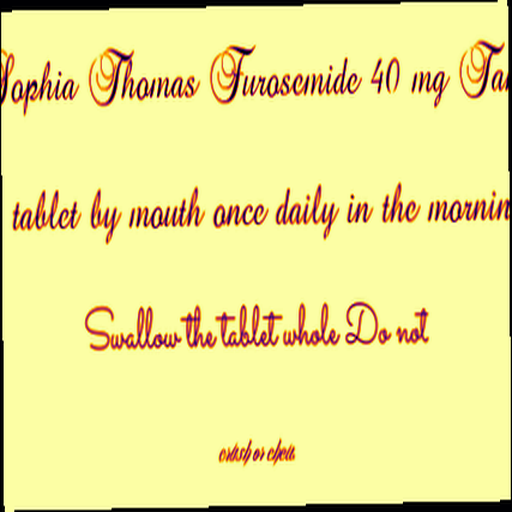 Sophia Thomas Furosemide 40 mg
tablet by mouth once daily in the
Swallow the tablet whole Do not
crush or chew